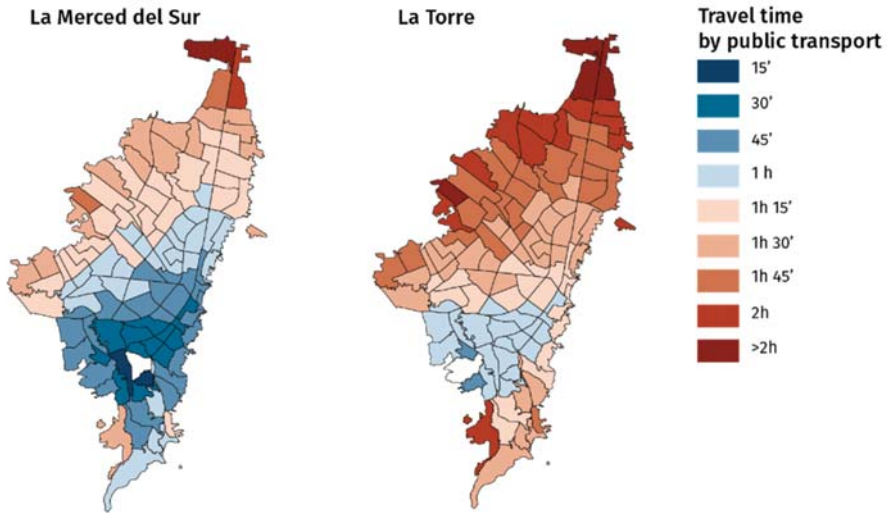 La Merced del Sur
La Torre
Travel time
by public transport
15'
30'
45'
1 h
1h 15'
1h 30'
1h 45'
2h
>2h